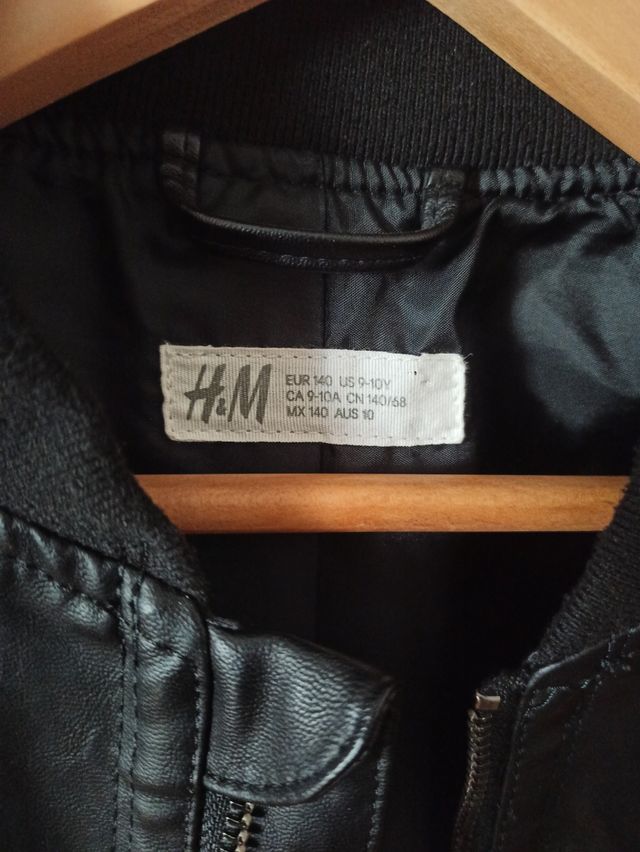 H&M
EUR 140 US 9-10Y
CA 9-10A CN 140/68
MX 140 AUS 10